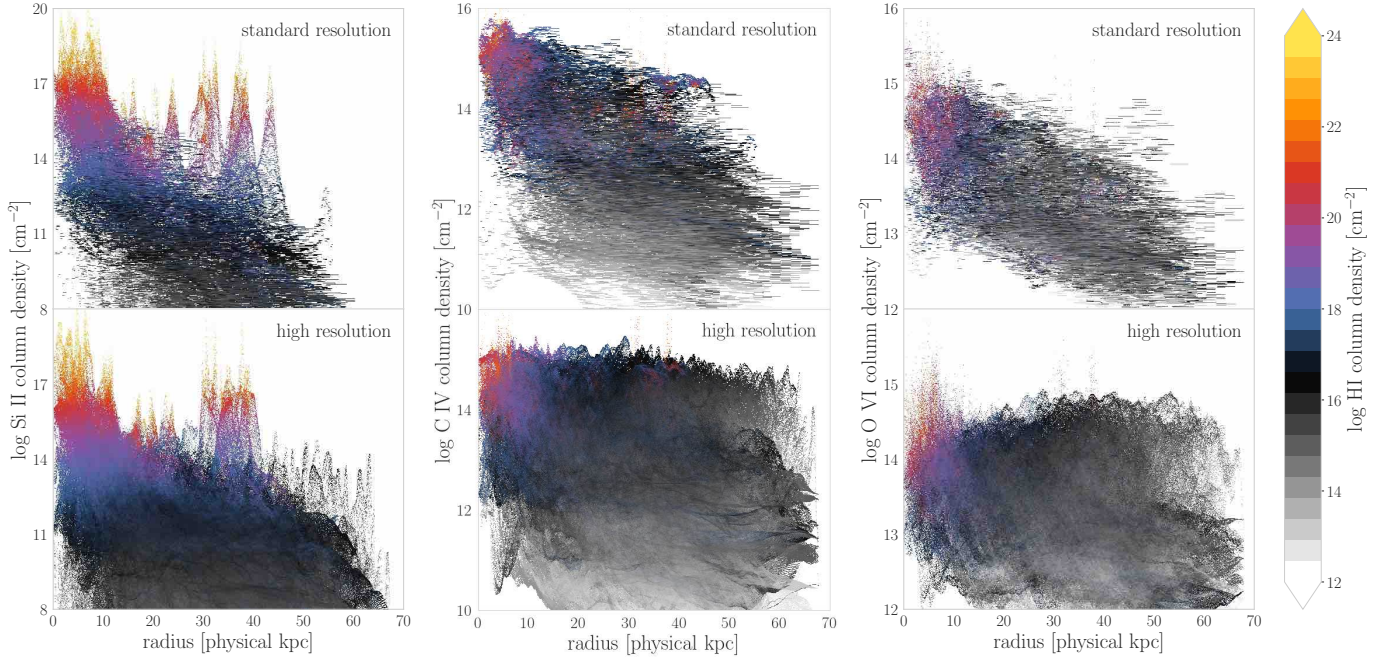 20
17
14
11
8
standard resolution
17
14
11
8
high resolution
log Si II column density [cm−2]
0 10 20 30 40 50 60 70
radius [physical kpc]
16
14
12
10
standard resolution
14
12
10
high resolution
log C IV column density [cm−2]
0 10 20 30 40 50 60 70
radius [physical kpc]
16
15
14
13
12
standard resolution
15
14
13
12
high resolution
log O VI column density [cm−2]
0 10 20 30 40 50 60 70
radius [physical kpc]
24
22
20
18
16
14
12
log HI column density [cm−2]